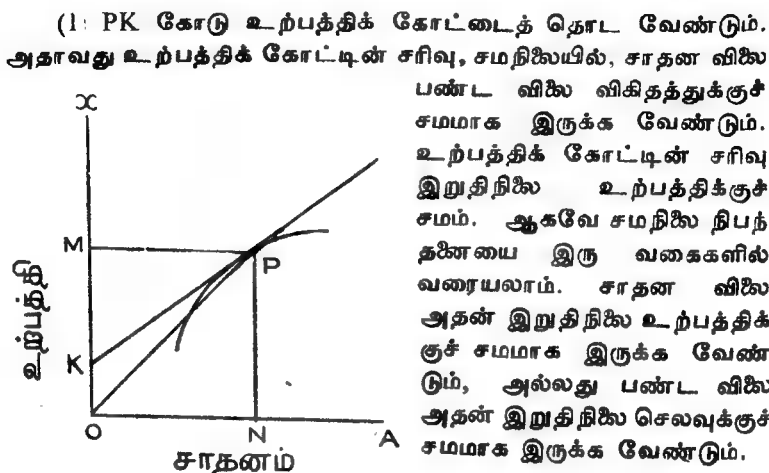 (1: PK கோடு உற்பத்திக் கோட்டைத் தொட வேண்டும்.
அதாவது உற்பத்திக் கோட்டின் சரிவு, சமநிலையில், சாதன விலை
பண்ட விலை விகிதத்துக்குச்
சமமாக இருக்க வேண்டும்.
உற்பத்திக் கோட்டின் சரிவு
இறுதிநிலை உற்பத்திக்குச்
சமம். ஆகவே சமநிலை நிபந்
தனையை இரு வகைகளில்
வரையலாம். சாதன விலை
அதன் இறுதிநிலை உற்பத்திக்
குச் சமமாக இருக்க வேண்
டும், அல்லது பண்ட விலை
அதன் இறுதிநிலை செலவுக்குச்
சமமாக இருக்க வேண்டும்.
x
M
P
உற்பத்தி
K
O
N
A
சாதனம்